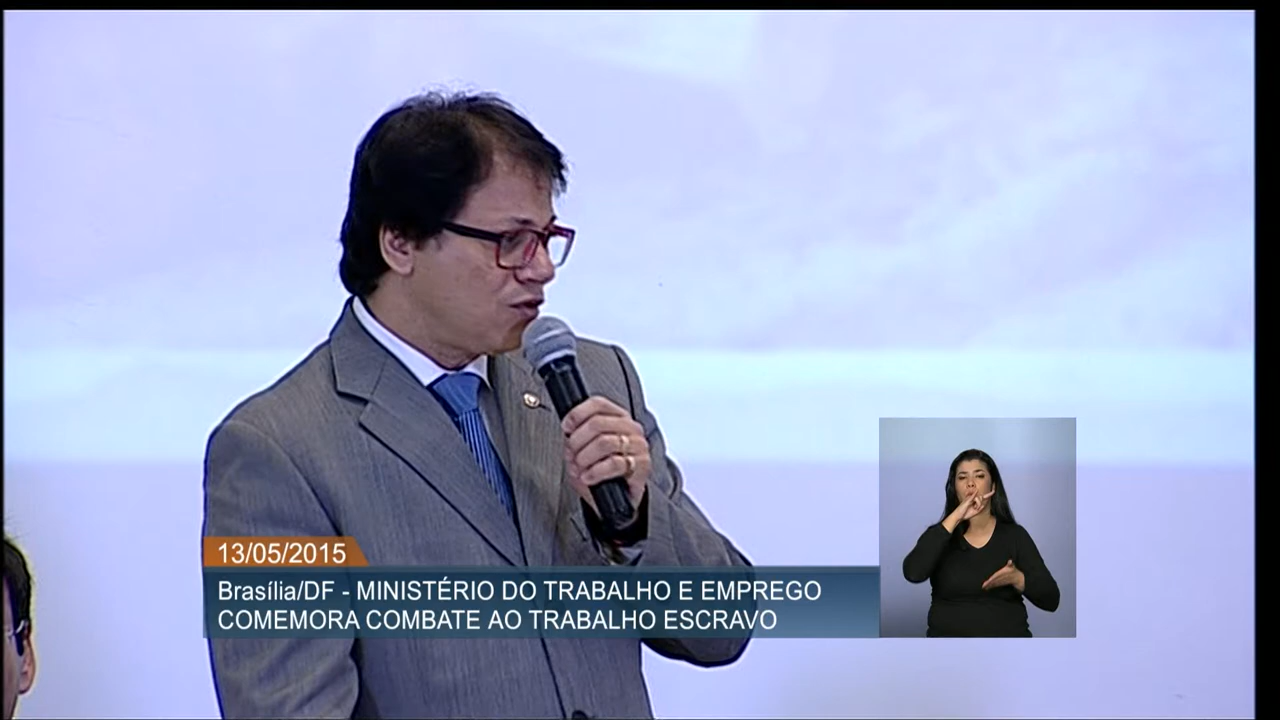 13/05/2015
Brasília/DF - MINISTÉRIO DO TRABALHO E EMPREGO
COMEMORA COMBATE AO TRABALHO ESCRAVO